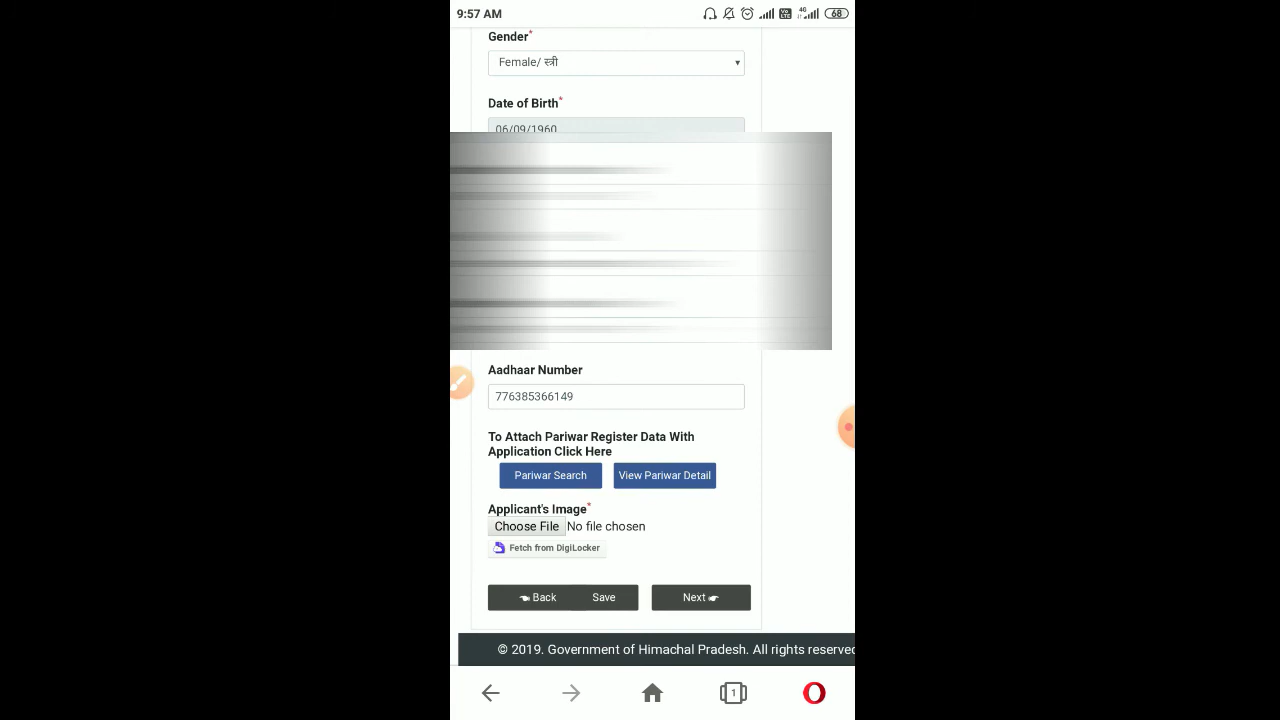 9:57 AM
4G
68
Gender*
Female/ स्त्री
Date of Birth*
06/09/1960
Aadhaar Number
776385366149
To Attach Pariwar Register Data With
Application Click Here
Pariwar Search View Pariwar Detail
Applicant's Image*
Choose File No file chosen
Fetch from DigiLocker
Back Save Next
© 2019. Government of Himachal Pradesh. All rights reserved
1